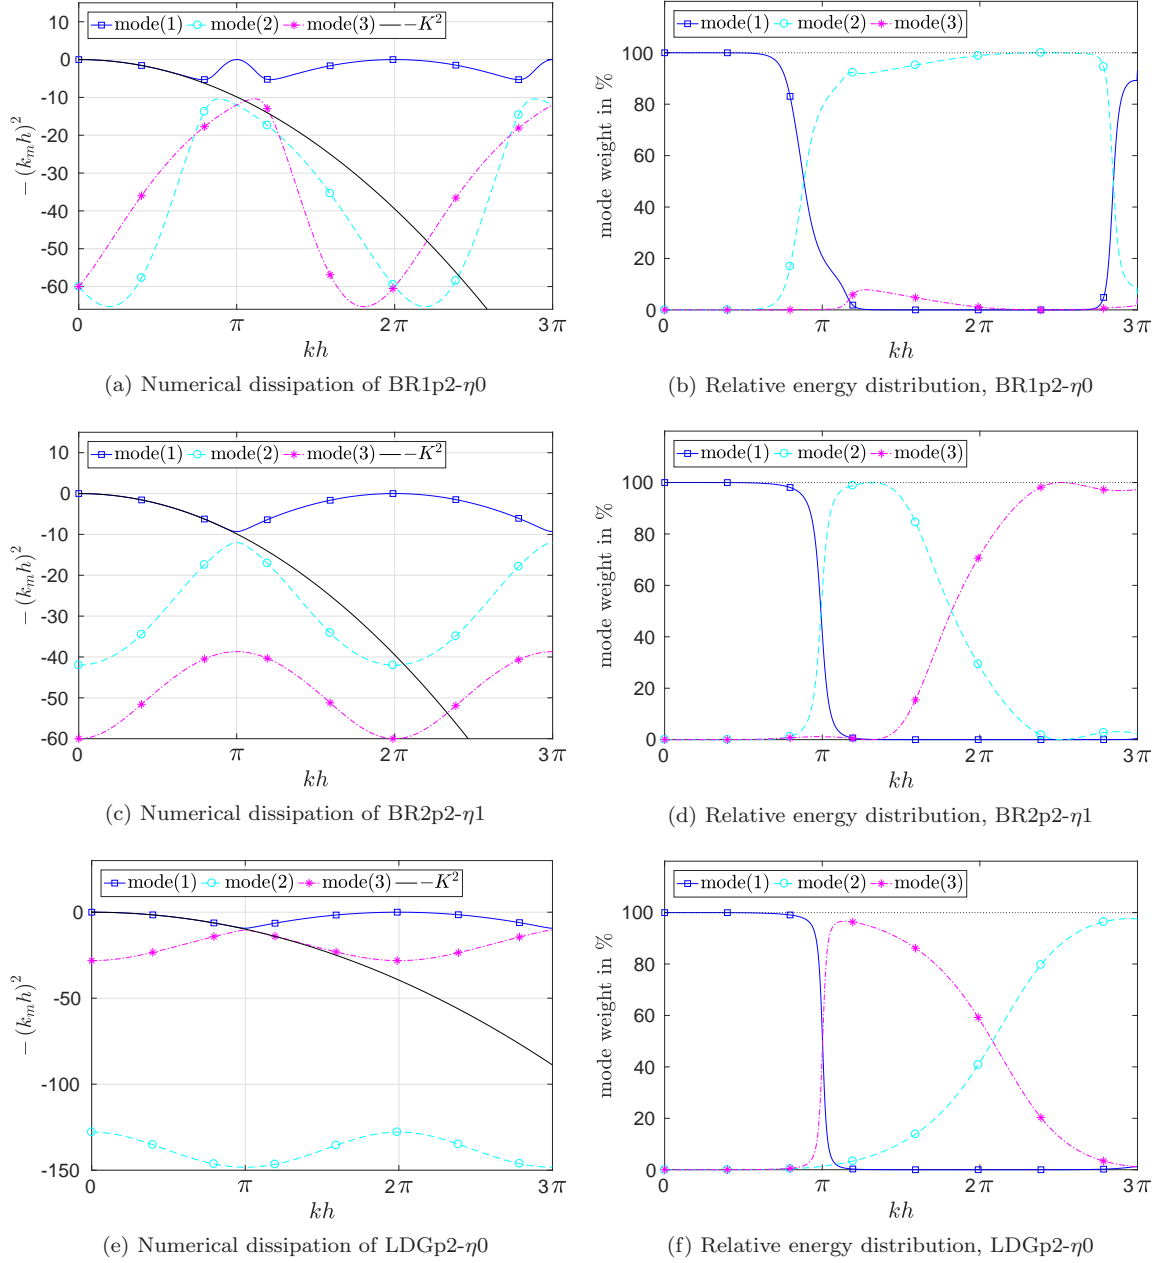 mode(1) mode(2) mode(3) −K²
10
0
-10
-20
-30
-40
-50
-60
0 π 2π 3π
kh
−(kₘh)²
(a) Numerical dissipation of BR1p2-η0
mode(1) mode(2) mode(3)
100
80
60
40
20
0
0 π 2π 3π
kh
mode weight in %
(b) Relative energy distribution, BR1p2-η0
mode(1) mode(2) mode(3) −K²
10
0
-10
-20
-30
-40
-50
-60
0 π 2π 3π
kh
−(kₘh)²
(c) Numerical dissipation of BR2p2-η1
mode(1) mode(2) mode(3)
100
80
60
40
20
0
0 π 2π 3π
kh
mode weight in %
(d) Relative energy distribution, BR2p2-η1
mode(1) mode(2) mode(3) −K²
0
-50
-100
-150
0 π 2π 3π
kh
−(kₘh)²
(e) Numerical dissipation of LDGp2-η0
mode(1) mode(2) mode(3)
100
80
60
40
20
0
0 π 2π 3π
kh
mode weight in %
(f) Relative energy distribution, LDGp2-η0